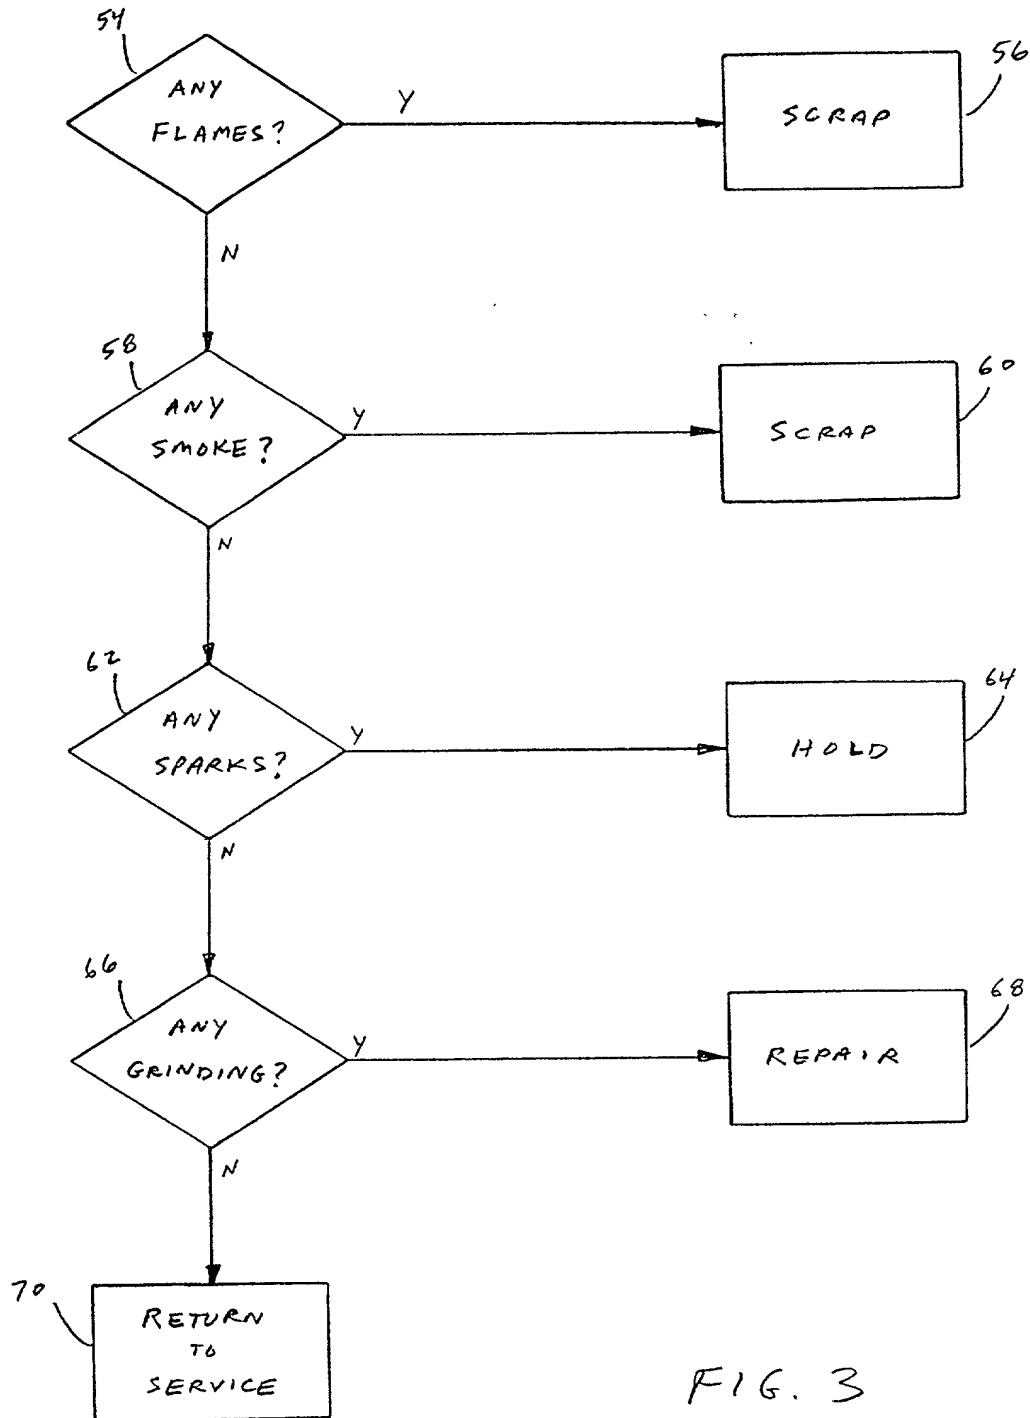 54
ANY
FLAMES?
Y
SCRAP
56
N
58
ANY
SMOKE?
Y
SCRAP
60
N
62
ANY
SPARKS?
Y
HOLD
64
N
66
ANY
GRINDING?
Y
REPAIR
68
N
70
RETURN
TO
SERVICE
FIG. 3